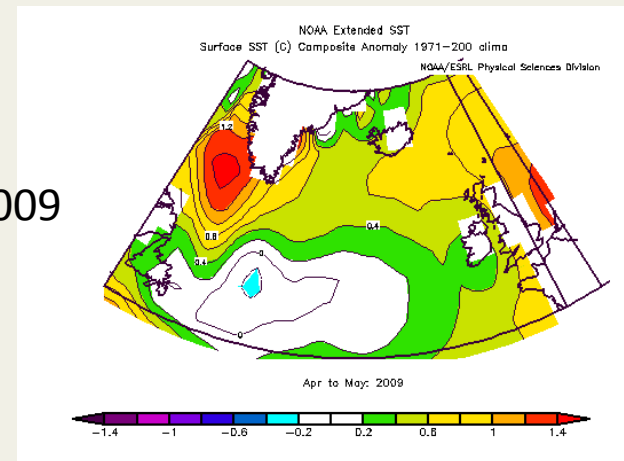 NOAA Extended SST
Surface SST (C) Composite Anomaly 1971-200 clima
NOAA/ESRL Physical Sciences Division
009
1.2
0.8
0.4
0.4
0
0
Apr to May: 2009
-1.4 -1 -0.6 -0.2 0.2 0.6 1 1.4